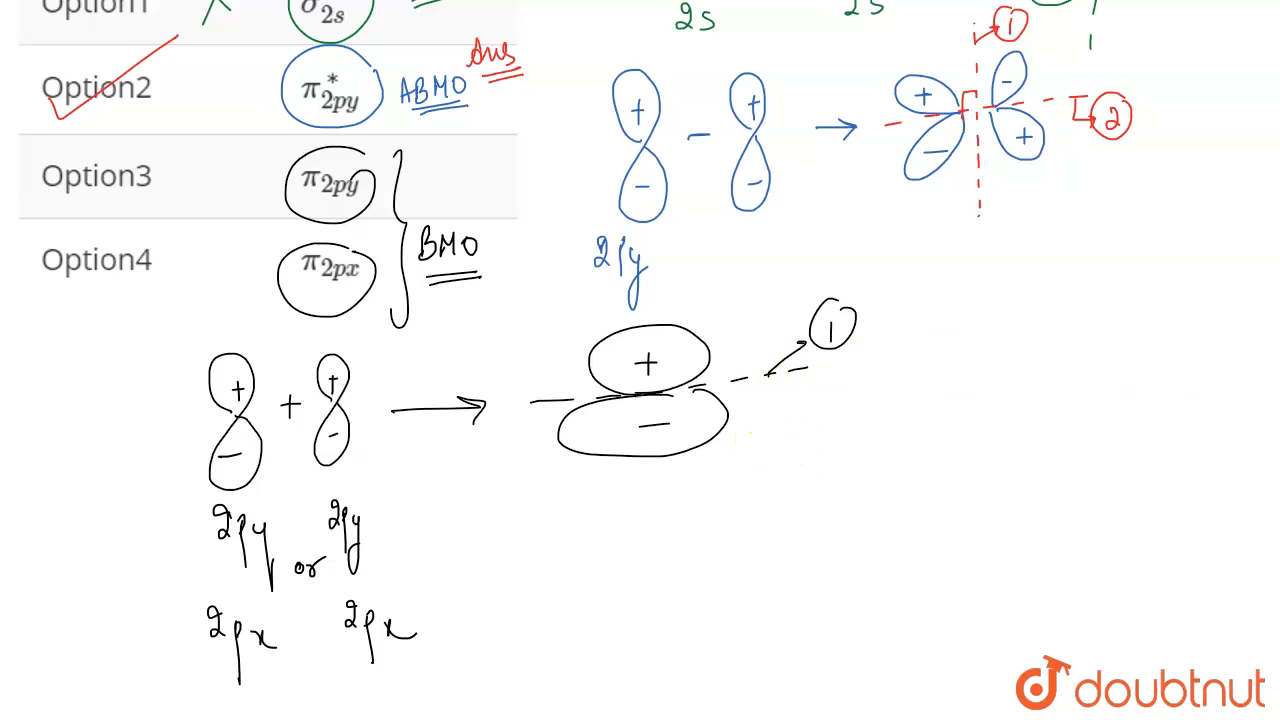 Option1 σ2s
2s 2s
1
Option2 π*2py ABMO Ans
+ + + -
- → 2
- - - +
Option3 π2py
Option4 π2px BMO
2py
1
+ + + → +
- - -
2py 2py
or
2px 2px
doubtnut